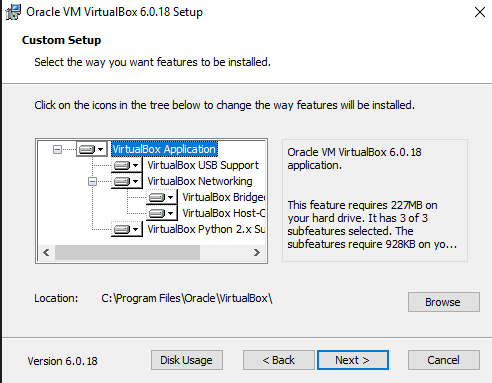 Oracle VM VirtualBox 6.0.18 Setup
Custom Setup
Select the way you want features to be installed.
Click on the icons in the tree below to change the way features will be installed.
VirtualBox Application
VirtualBox USB Support
VirtualBox Networking
VirtualBox Bridged
VirtualBox Host-O
VirtualBox Python 2.x Su
Oracle VM VirtualBox 6.0.18
application.
This feature requires 227MB on
your hard drive. It has 3 of 3
subfeatures selected. The
subfeatures require 928KB on yo...
Location:
C:\Program Files\Oracle\VirtualBox\
Browse
Version 6.0.18
Disk Usage
< Back
Next >
Cancel